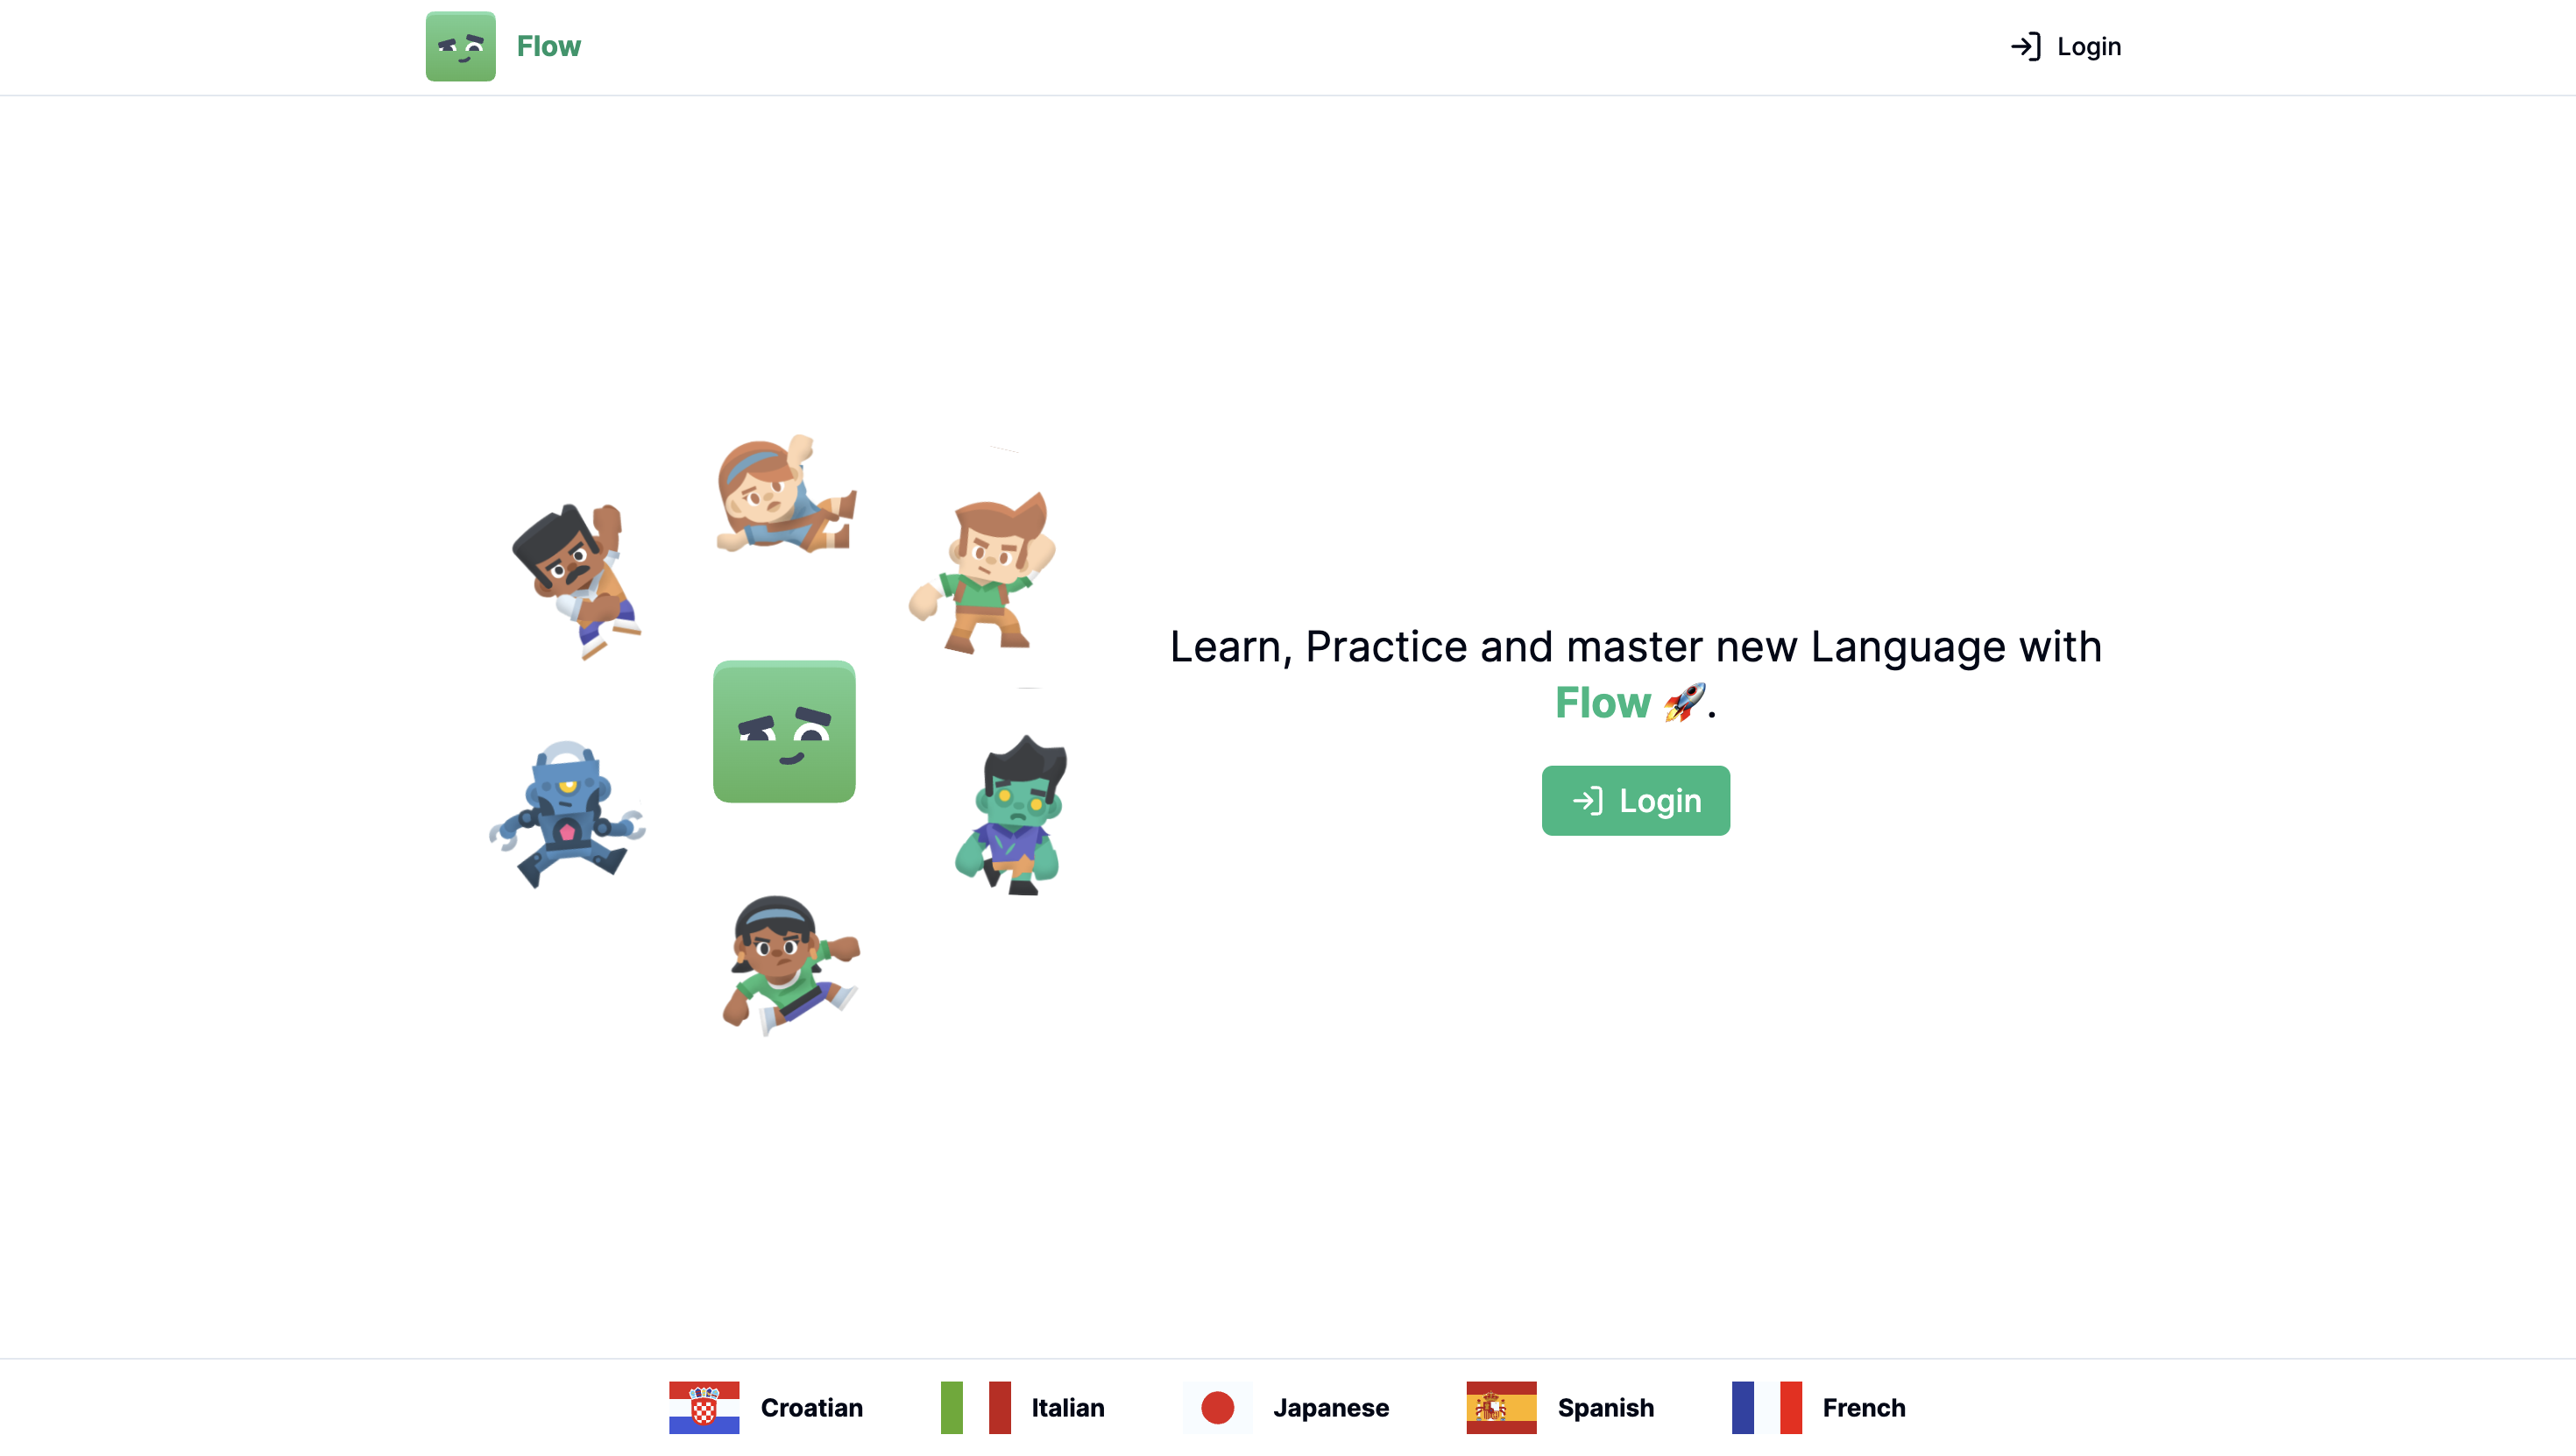 Flow
Login
Learn, Practice and master new Language with
Flow 🚀.
Login
Croatian
Italian
Japanese
Spanish
French